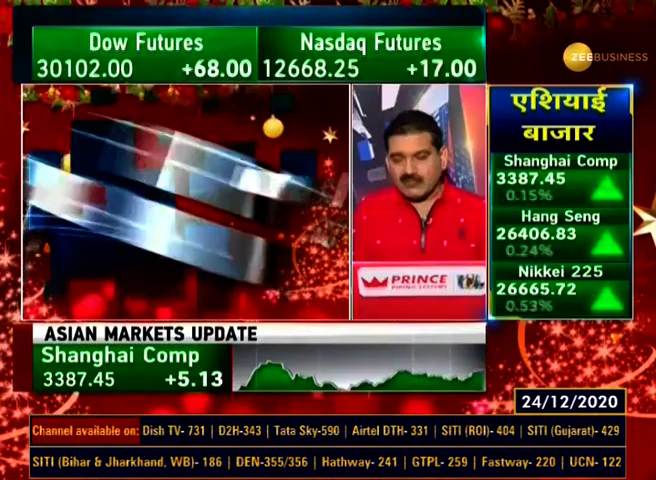 Dow Futures
30102.00 +68.00
Nasdaq Futures
12668.25 +17.00
ZEE BUSINESS
एशियाई
बाजार
Shanghai Comp
3387.45
0.15%
Hang Seng
26406.83
0.24%
Nikkei 225
26665.72
0.53%
PRINCE
PIPING SYSTEMS
ASIAN MARKETS UPDATE
Shanghai Comp
3387.45 +5.13
24/12/2020
Channel available on: Dish TV- 731 | D2H-343 | Tata Sky-590 | Airtel DTH- 331 | SITI (ROI)- 404 | SITI (Gujarat)- 429
SITI (Bihar & Jharkhand, WB)- 186 | DEN-355/356 | Hathway- 241 | GTPL- 259 | Fastway- 220 | UCN- 122